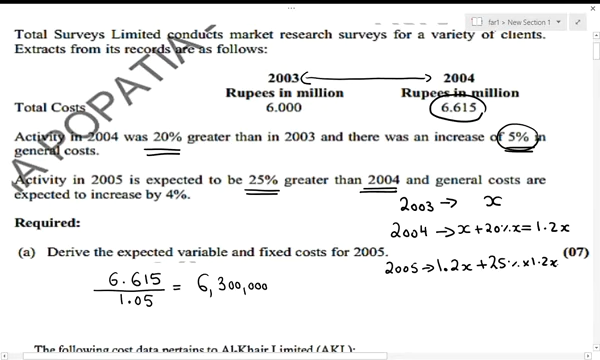 far1 > New Section 1
Total Surveys Limited conducts market research surveys for a variety of clients.
Extracts from its records are as follows:
2003 2004
Rupees in million Rupees in million
Total Costs 6.000 6.615
Activity in 2004 was 20% greater than in 2003 and there was an increase of 5% in
general costs.
Activity in 2005 is expected to be 25% greater than 2004 and general costs are
expected to increase by 4%.
2003 → x
Required:
2004 → x + 20% x = 1.2x
(a) Derive the expected variable and fixed costs for 2005. (07)
2005 → 1.2x + 25% x 1.2x
6.615
1.05
= 6,300,000
The following cost data pertains to Al-Khair Limited (AKL):
A POPATIA -